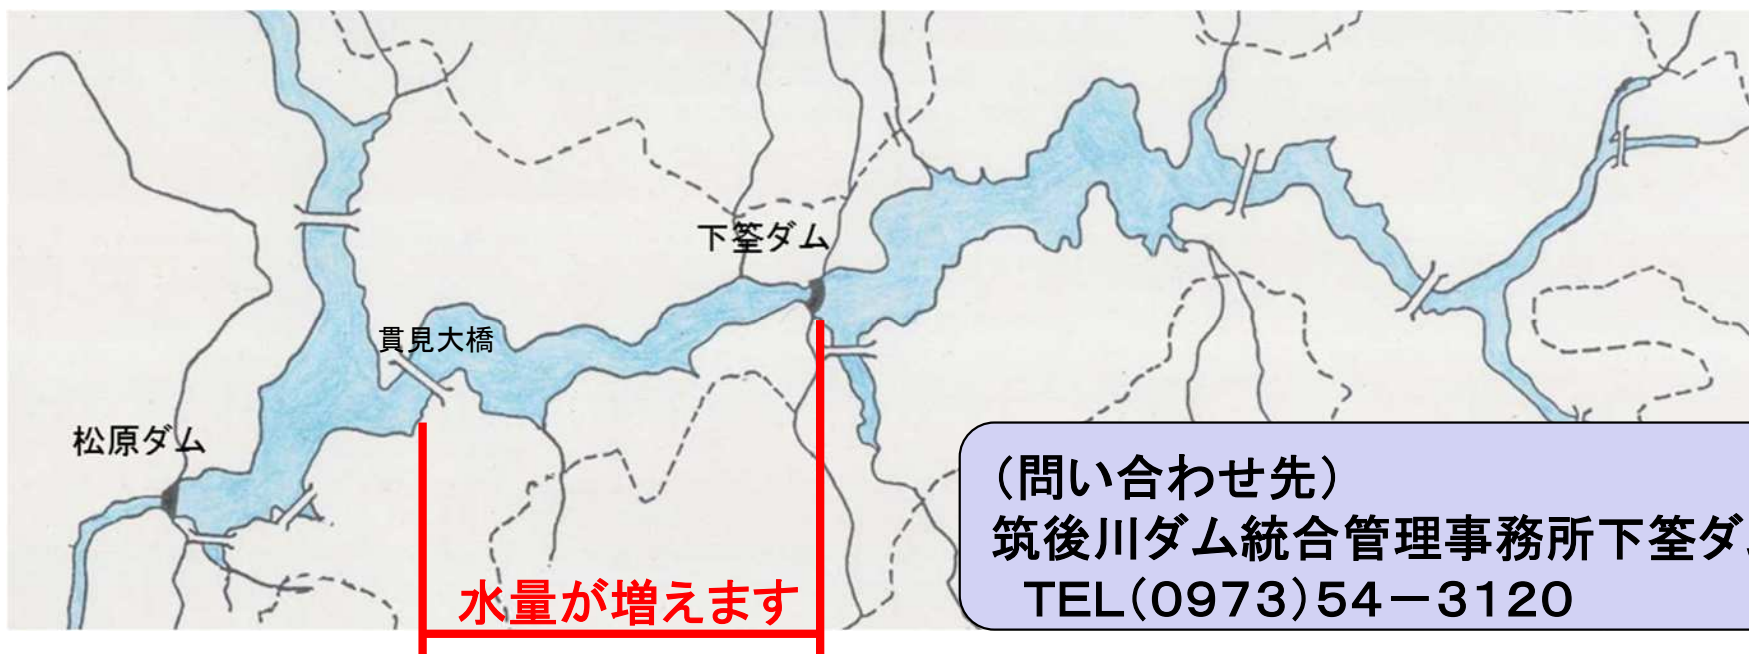 下筌ダム
貫見大橋
松原ダム
水量が増えます
（問い合わせ先）
筑後川ダム統合管理事務所下筌ダ
TEL(0973)54－3120